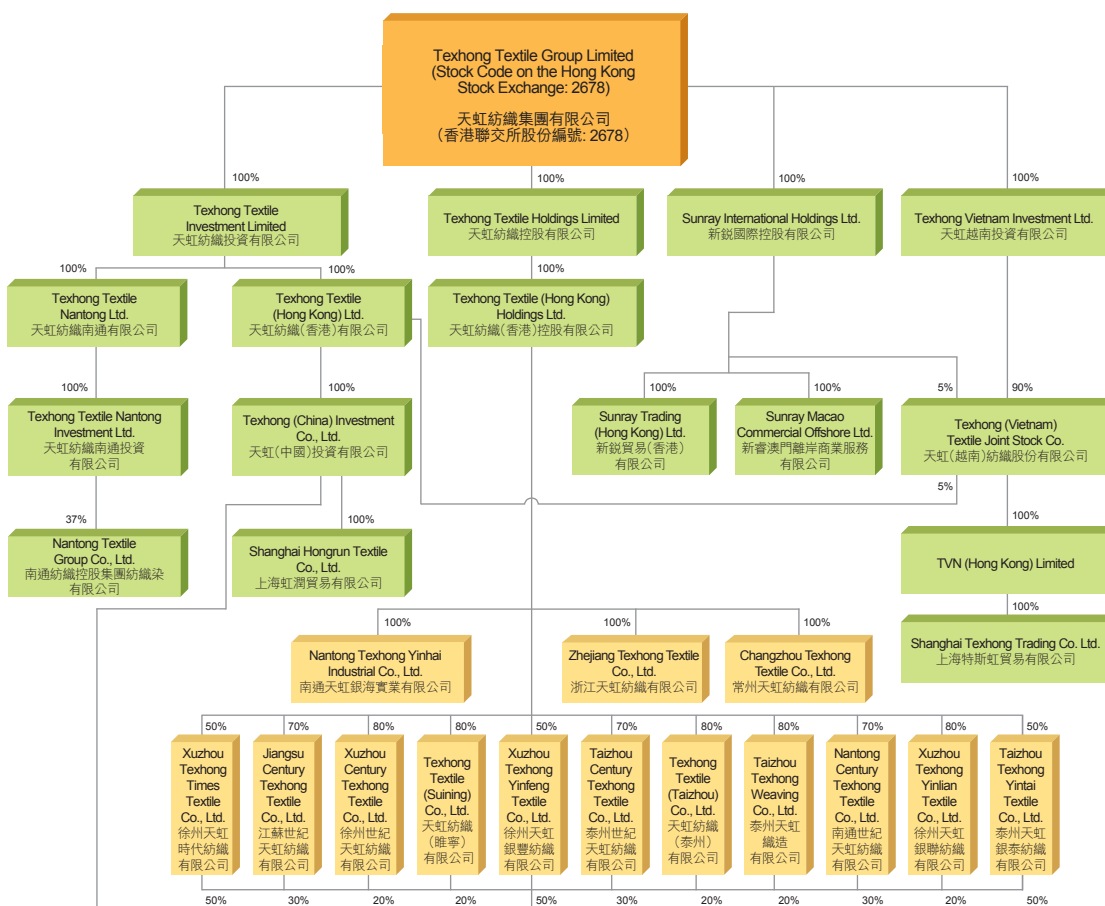 Texhong Textile Group Limited
(Stock Code on the Hong Kong
Stock Exchange: 2678)
天虹紡織集團有限公司
（香港聯交所股份編號: 2678）
100%
100%
100%
100%
Texhong Textile
Investment Limited
天虹紡織投資有限公司
Texhong Textile Holdings Limited
天虹紡織控股有限公司
Sunray International Holdings Ltd.
新鋭國際控股有限公司
Texhong Vietnam Investment Ltd.
天虹越南投資有限公司
100%
100%
100%
Texhong Textile
Nantong Ltd.
天虹紡織南通有限公司
Texhong Textile
(Hong Kong) Ltd.
天虹紡織(香港)有限公司
Texhong Textile (Hong Kong)
Holdings Ltd.
天虹紡織(香港)控股有限公司
100%
100%
100%
100%
5%
90%
Texhong Textile Nantong
Investment Ltd.
天虹紡織南通投資
有限公司
Texhong (China) Investment
Co., Ltd.
天虹(中國)投資有限公司
Sunray Trading
(Hong Kong) Ltd.
新鋭貿易(香港)
有限公司
Sunray Macao
Commercial Offshore Ltd.
新睿澳門離岸商業服務
有限公司
Texhong (Vietnam)
Textile Joint Stock Co.
天虹(越南)紡織股份有限公司
5%
37%
100%
100%
Nantong Textile
Group Co., Ltd.
南通紡織控股集團紡織染
有限公司
Shanghai Hongrun Textile
Co., Ltd.
上海虹潤貿易有限公司
TVN (Hong Kong) Limited
100%
Shanghai Texhong Trading Co. Ltd.
上海特斯虹貿易有限公司
100%
100%
100%
Nantong Texhong Yinhai
Industrial Co., Ltd.
南通天虹銀海實業有限公司
Zhejiang Texhong Textile
Co., Ltd.
浙江天虹紡織有限公司
Changzhou Texhong
Textile Co., Ltd.
常州天虹紡織有限公司
50%
70%
80%
80%
50%
70%
80%
80%
70%
80%
50%
Xuzhou
Texhong
Times
Textile
Co., Ltd.
徐州天虹
時代紡織
有限公司
Jiangsu
Century
Texhong
Textile
Co., Ltd.
江蘇世紀
天虹紡織
有限公司
Xuzhou
Century
Texhong
Textile
Co., Ltd.
徐州世紀
天虹紡織
有限公司
Texhong
Textile
(Suining)
Co., Ltd.
天虹紡織
（睢寧）
有限公司
Xuzhou
Texhong
Yinfeng
Textile
Co., Ltd.
徐州天虹
銀豐紡織
有限公司
Taizhou
Century
Texhong
Textile
Co., Ltd.
泰州世紀
天虹紡織
有限公司
Texhong
Textile
(Taizhou)
Co., Ltd.
天虹紡織
（泰州）
有限公司
Taizhou
Texhong
Weaving
Co., Ltd.
泰州天虹
織造
有限公司
Nantong
Century
Texhong
Textile
Co., Ltd.
南通世紀
天虹紡織
有限公司
Xuzhou
Texhong
Yinlian
Textile
Co., Ltd.
徐州天虹
銀聯紡織
有限公司
Taizhou
Texhong
Yintai
Textile
Co., Ltd.
泰州天虹
銀泰紡織
有限公司
50%
30%
20%
20%
50%
30%
20%
20%
30%
20%
50%